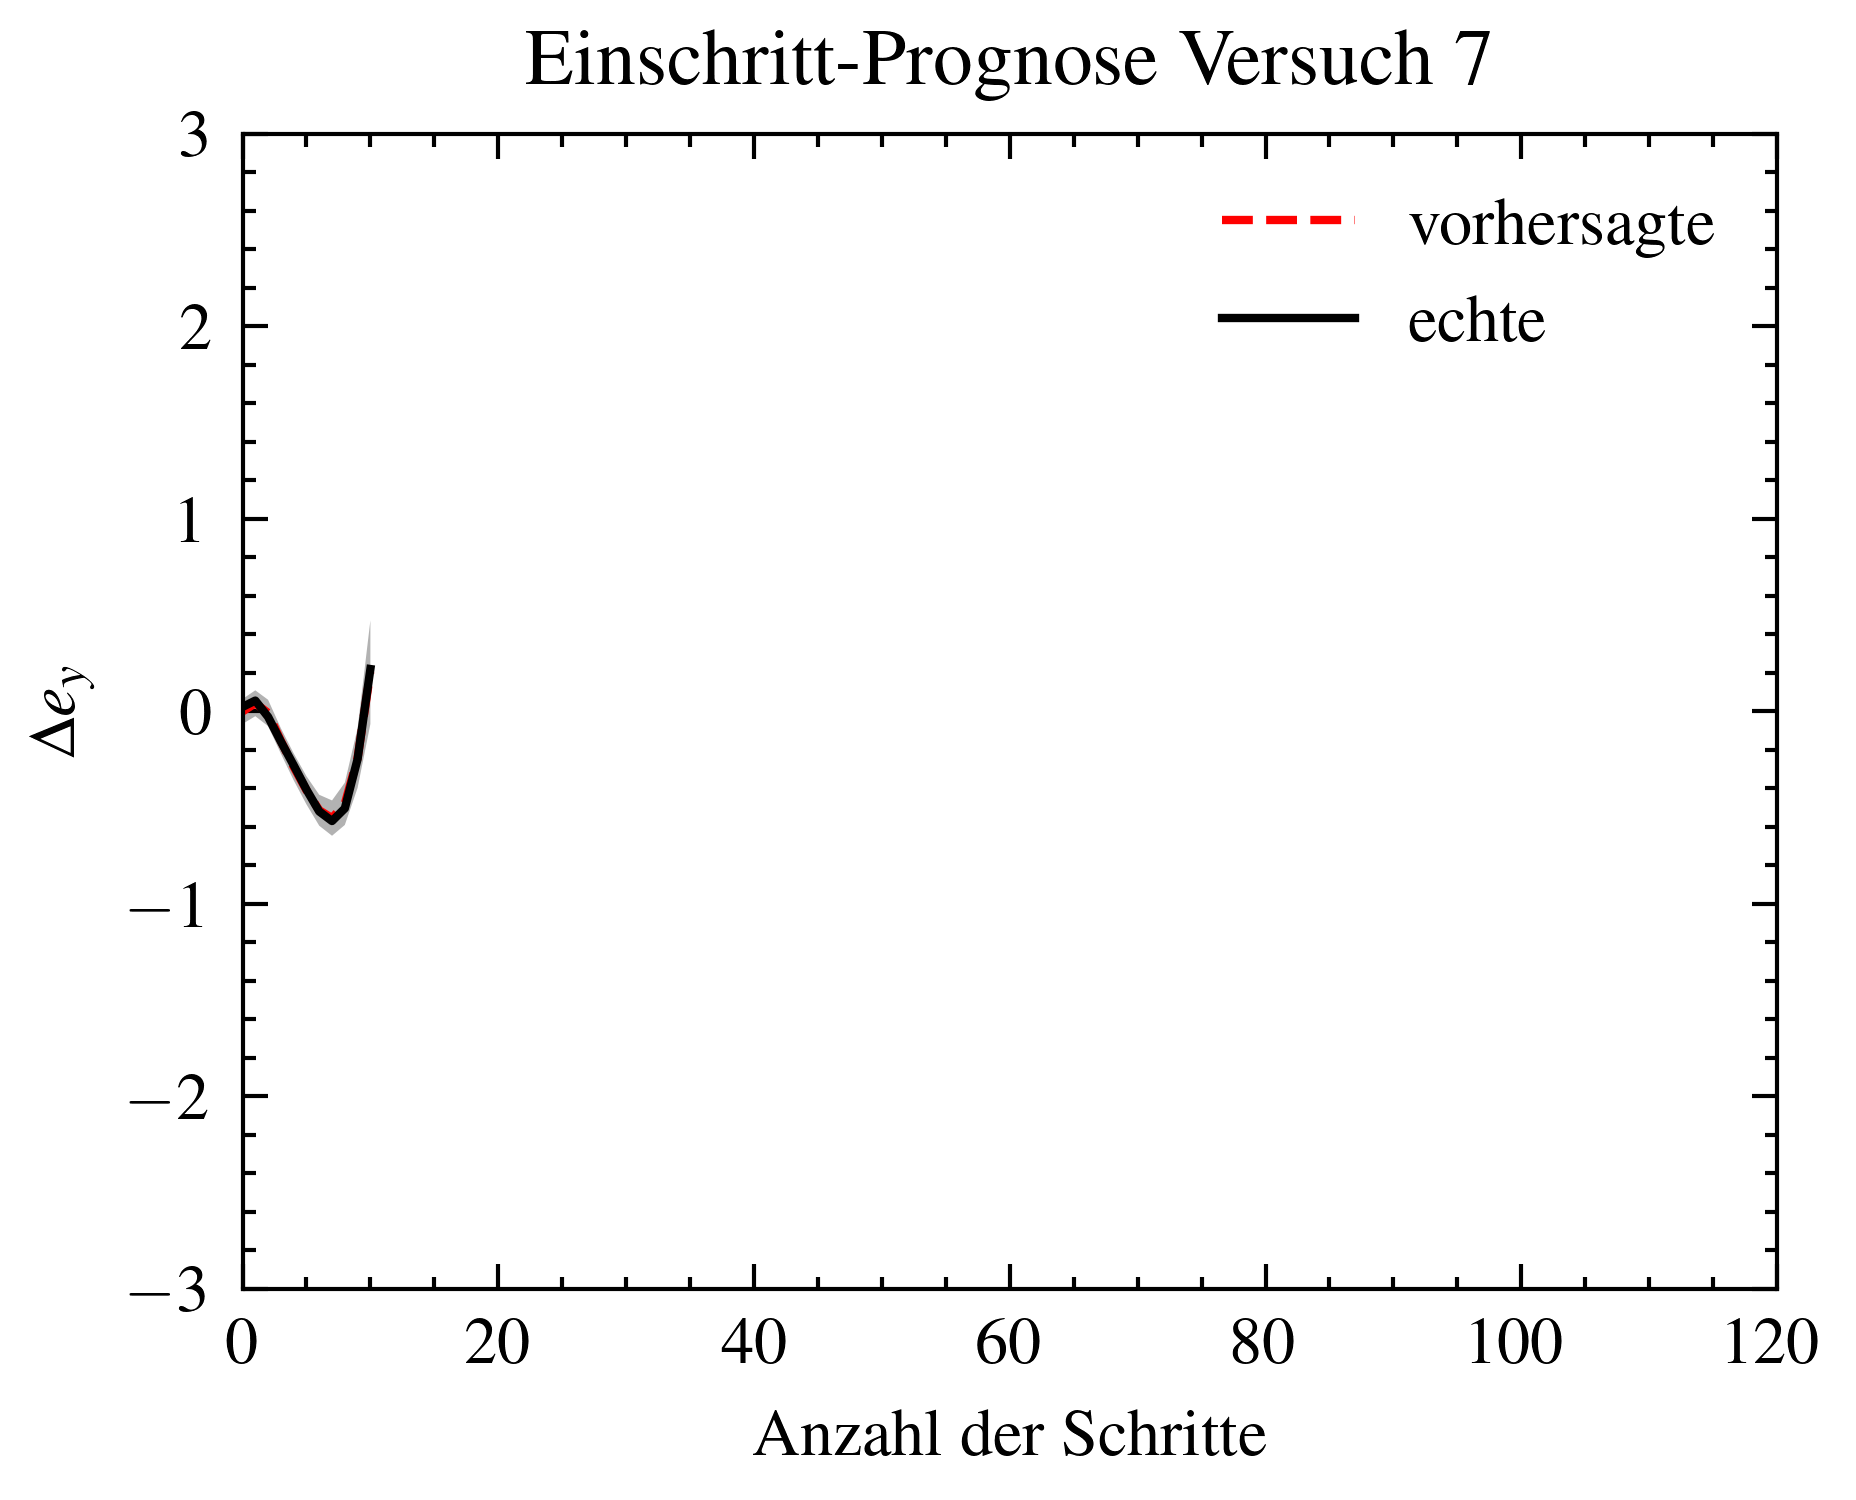 Einschritt-Prognose Versuch 7
3
2
1
0
−1
−2
−3
Δe_y
vorhersagte
echte
0 20 40 60 80 100 120
Anzahl der Schritte